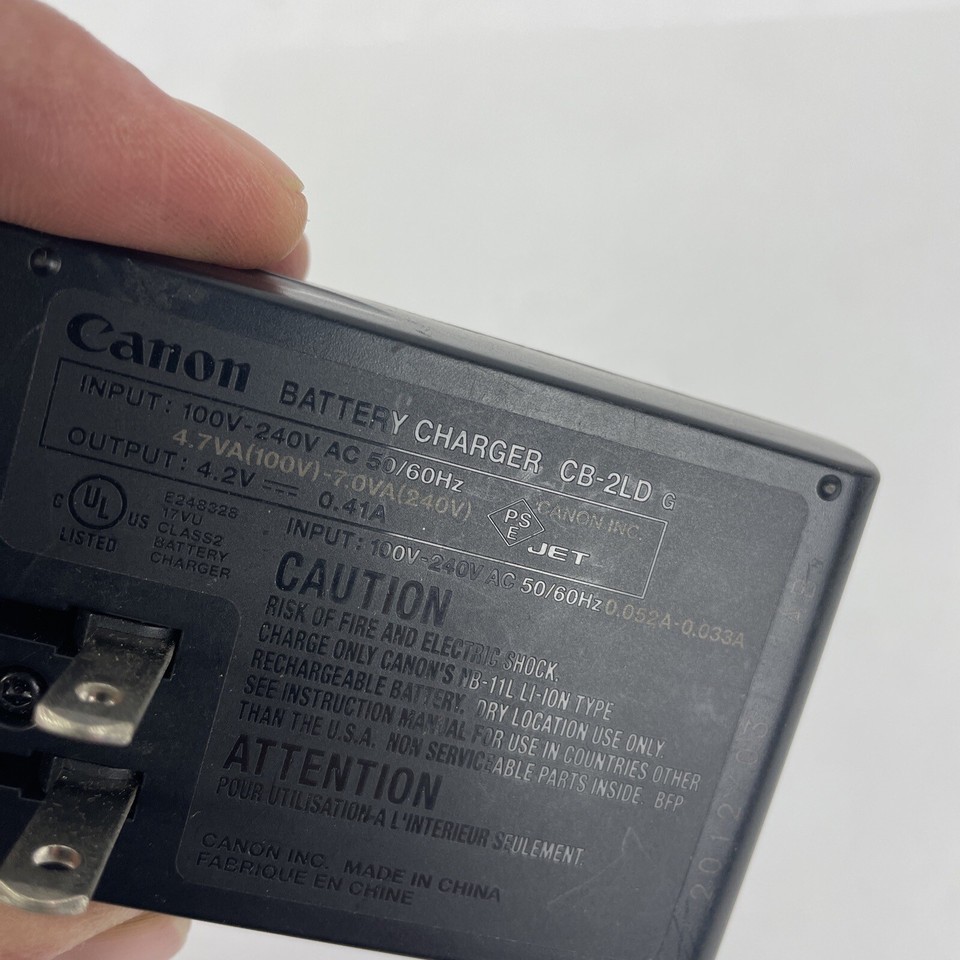 Canon BATTERY CHARGER CB-2LD G
INPUT: 100V-240V AC 50/60Hz
4.7VA(100V)-7.0VA(240V)
OUTPUT: 4.2V ⎓ 0.41A
PSE JET
CANON INC.
INPUT: 100V-240V AC 50/60Hz 0.052A-0.033A
C UL US
LISTED
E248328
17VU
CLASS2
BATTERY
CHARGER
CAUTION
RISK OF FIRE AND ELECTRIC SHOCK.
CHARGE ONLY CANON'S NB-11L LI-ION TYPE
RECHARGEABLE BATTERY. DRY LOCATION USE ONLY
SEE INSTRUCTION MANUAL FOR USE IN COUNTRIES OTHER
THAN THE U.S.A. NON SERVICEABLE PARTS INSIDE. BFP
ATTENTION
POUR UTILISATION A L'INTERIEUR SEULEMENT.
CANON INC. MADE IN CHINA
FABRIQUE EN CHINE